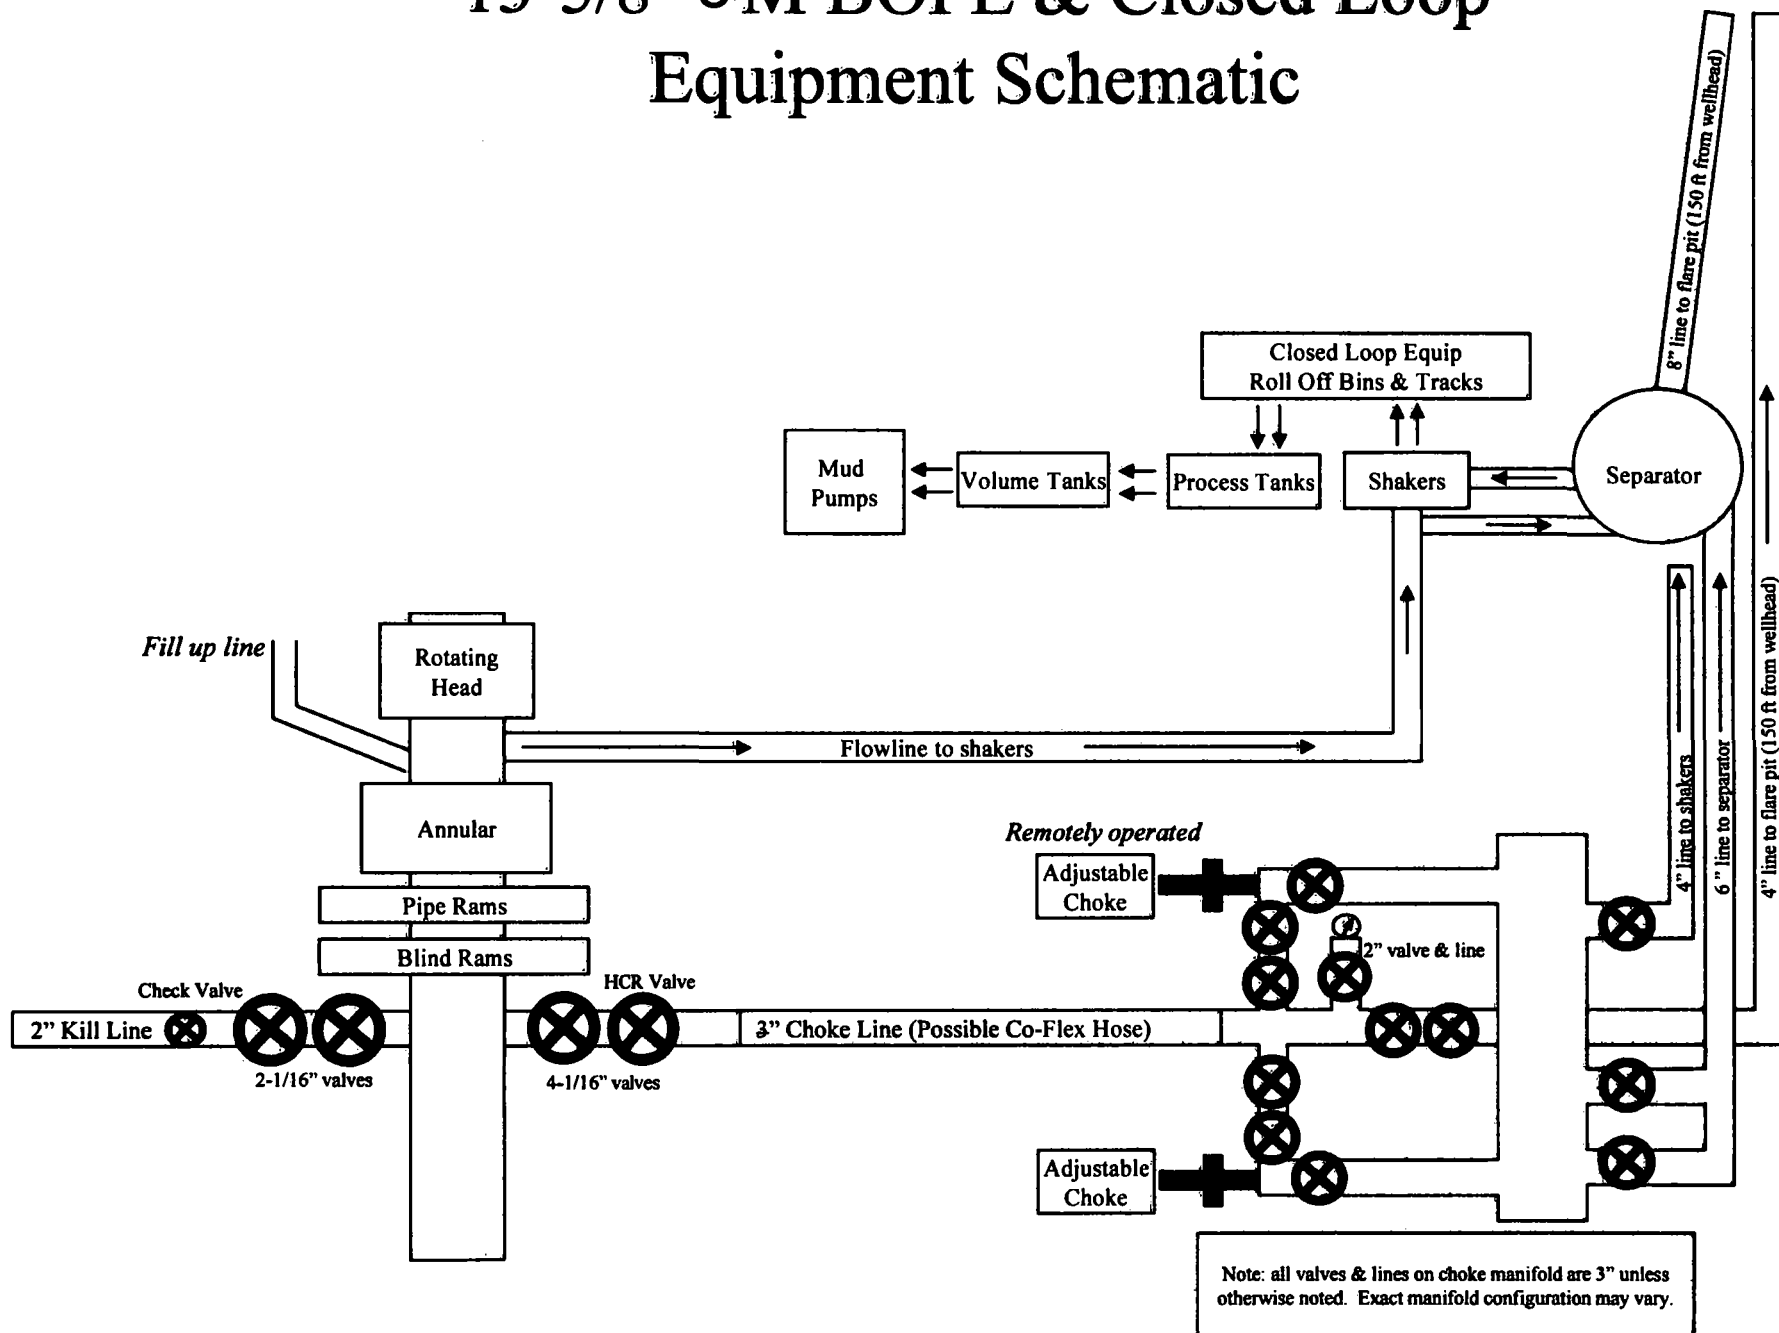 M BOPE & Closed Loop
Equipment Schematic
8” line to flare pit (150 ft from wellhead)
Closed Loop Equip
Roll Off Bins & Tracks
Mud
Pumps
Volume Tanks
Process Tanks
Shakers
Separator
Fill up line
Rotating
Head
Flowline to shakers
Annular
Pipe Rams
Blind Rams
Check Valve
HCR Valve
2” Kill Line
3” Choke Line (Possible Co-Flex Hose)
2-1/16” valves
4-1/16” valves
Remotely operated
Adjustable
Choke
2” valve & line
Adjustable
Choke
4” line to shakers
6 ” line to separator
4” line to flare pit (150 ft from wellhead)
Note: all valves & lines on choke manifold are 3” unless
otherwise noted. Exact manifold configuration may vary.